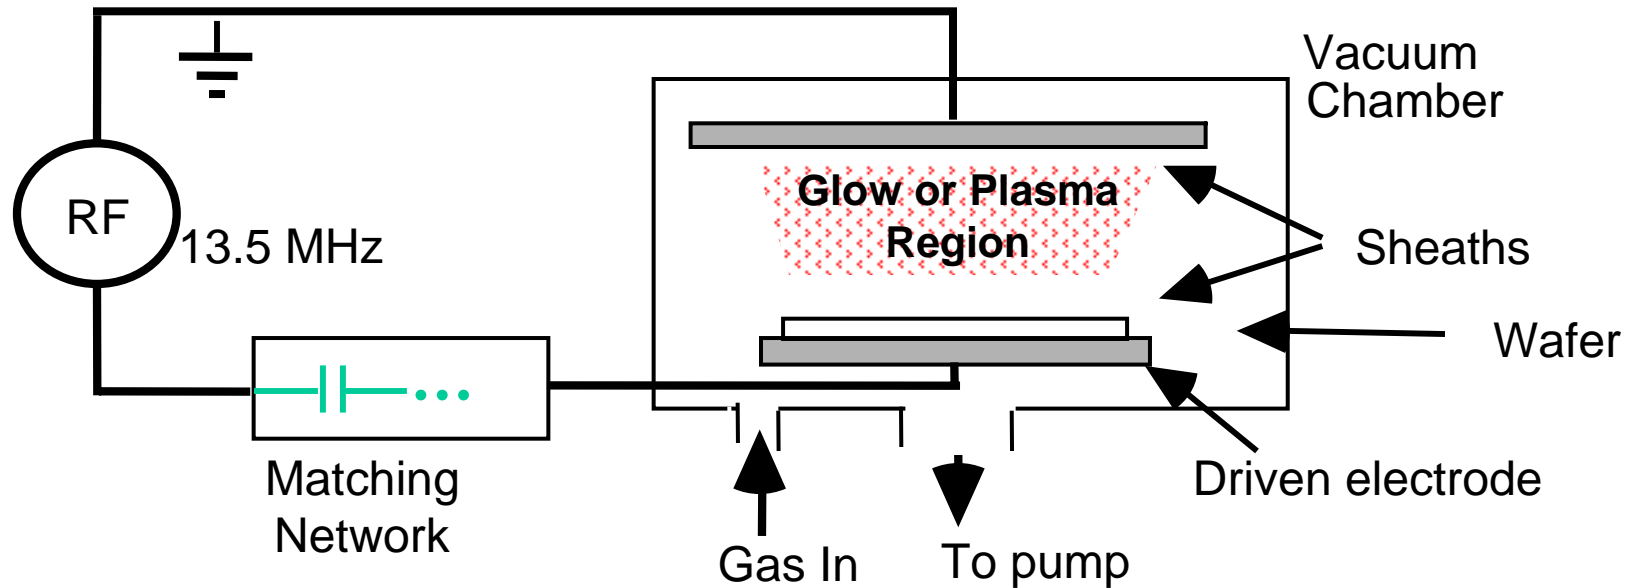 Vacuum
Chamber
Glow or Plasma
Region
RF
13.5 MHz
Sheaths
Wafer
Matching
Network
Driven electrode
Gas In
To pump